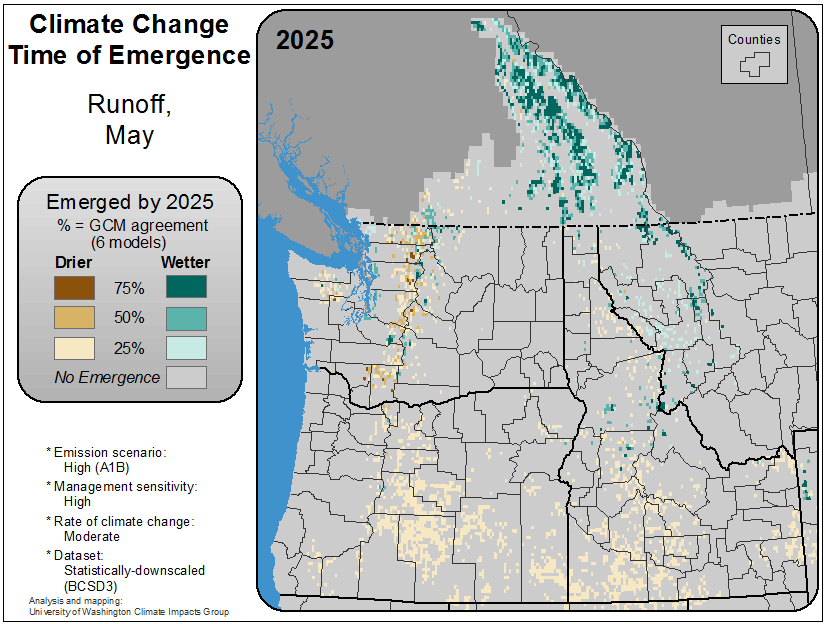 Climate Change
Time of Emergence
Runoff,
May
Emerged by 2025
% = GCM agreement
(6 models)
Drier Wetter
75%
50%
25%
No Emergence
* Emission scenario:
High (A1B)
* Management sensitivity:
High
* Rate of climate change:
Moderate
* Dataset:
Statistically-downscaled
(BCSD3)
Analysis and mapping:
University of Washington Climate Impacts Group
2025
Counties